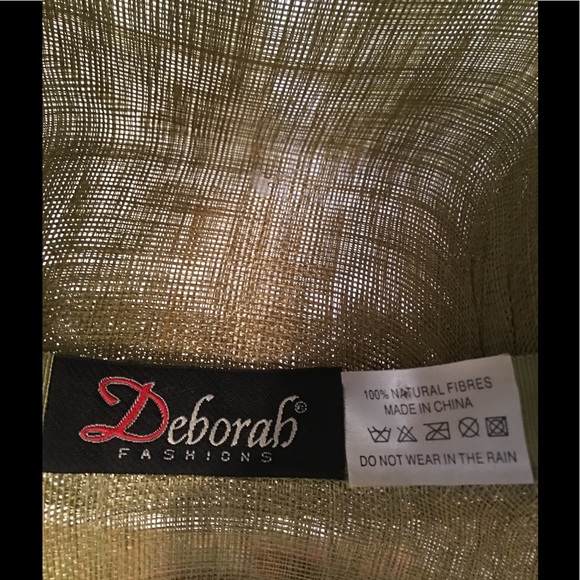 Deborah®
FASHIONS
100% NATURAL FIBRES
MADE IN CHINA
DO NOT WEAR IN THE RAIN